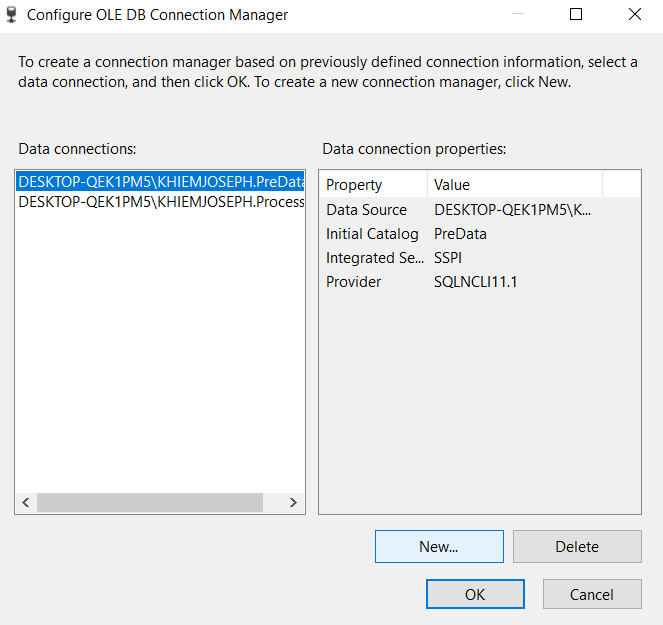 Configure OLE DB Connection Manager
To create a connection manager based on previously defined connection information, select a
data connection, and then click OK. To create a new connection manager, click New.
Data connections:
DESKTOP-QEK1PM5\KHIEMJOSEPH.PreData
DESKTOP-QEK1PM5\KHIEMJOSEPH.Process
Data connection properties:
Property Value
Data Source DESKTOP-QEK1PM5\K...
Initial Catalog PreData
Integrated Se... SSPI
Provider SQLNCLI11.1
New... Delete
OK Cancel